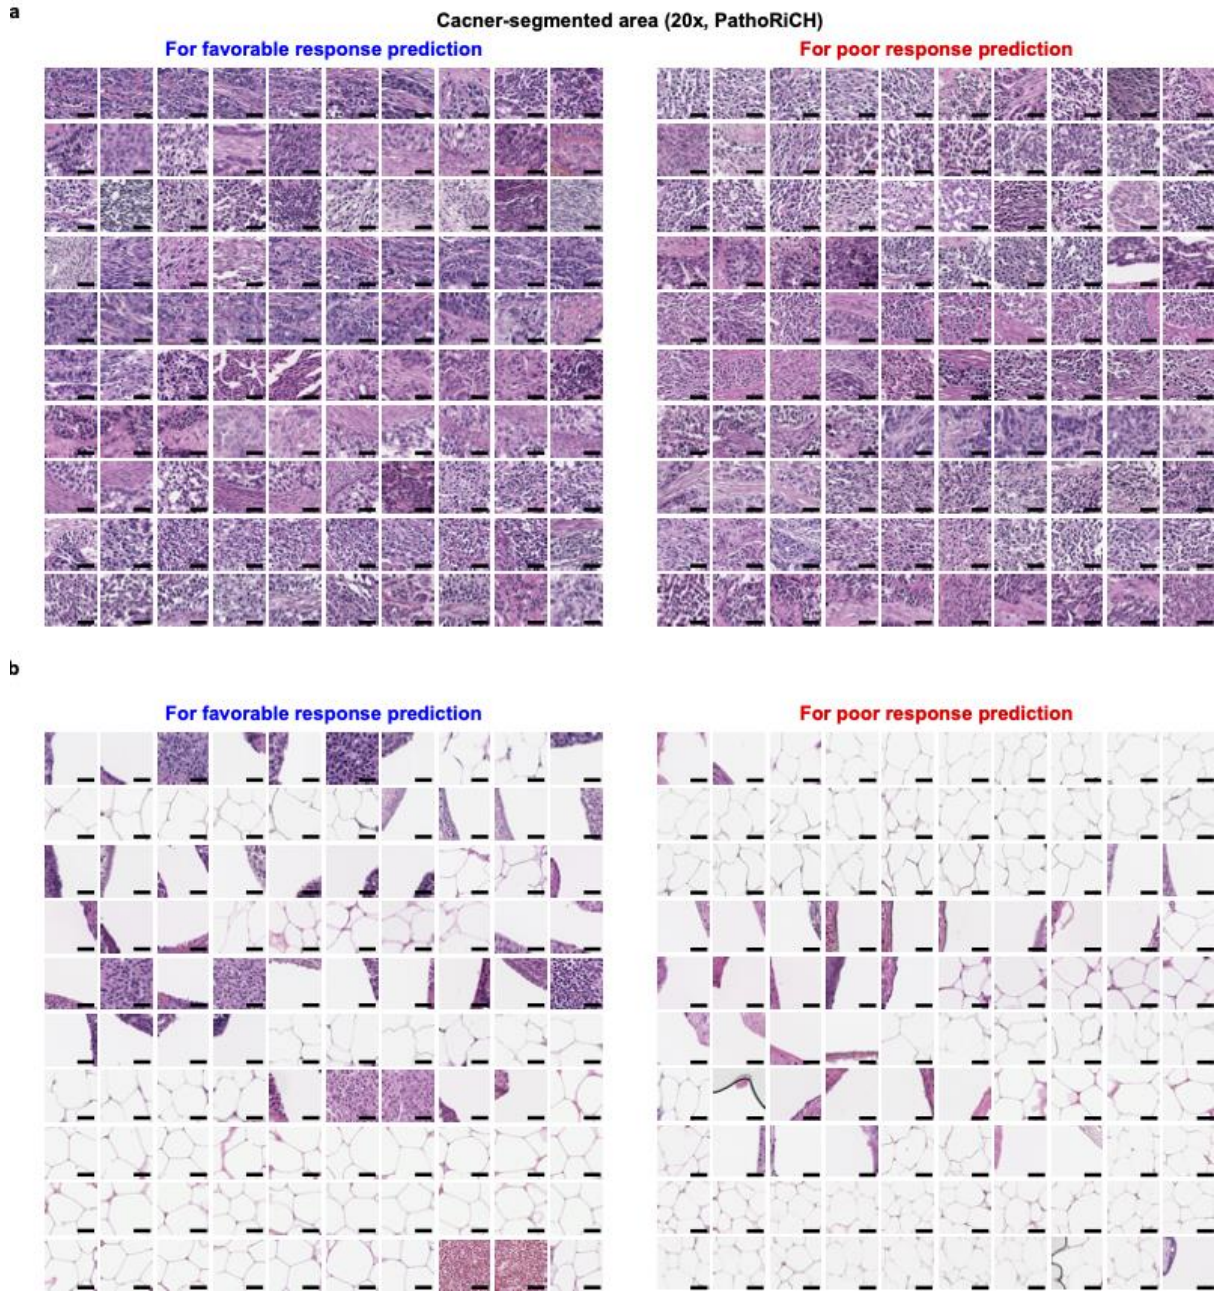 a
Cacner-segmented area (20x, PathoRiCH)
For favorable response prediction
For poor response prediction
b
For favorable response prediction
For poor response prediction